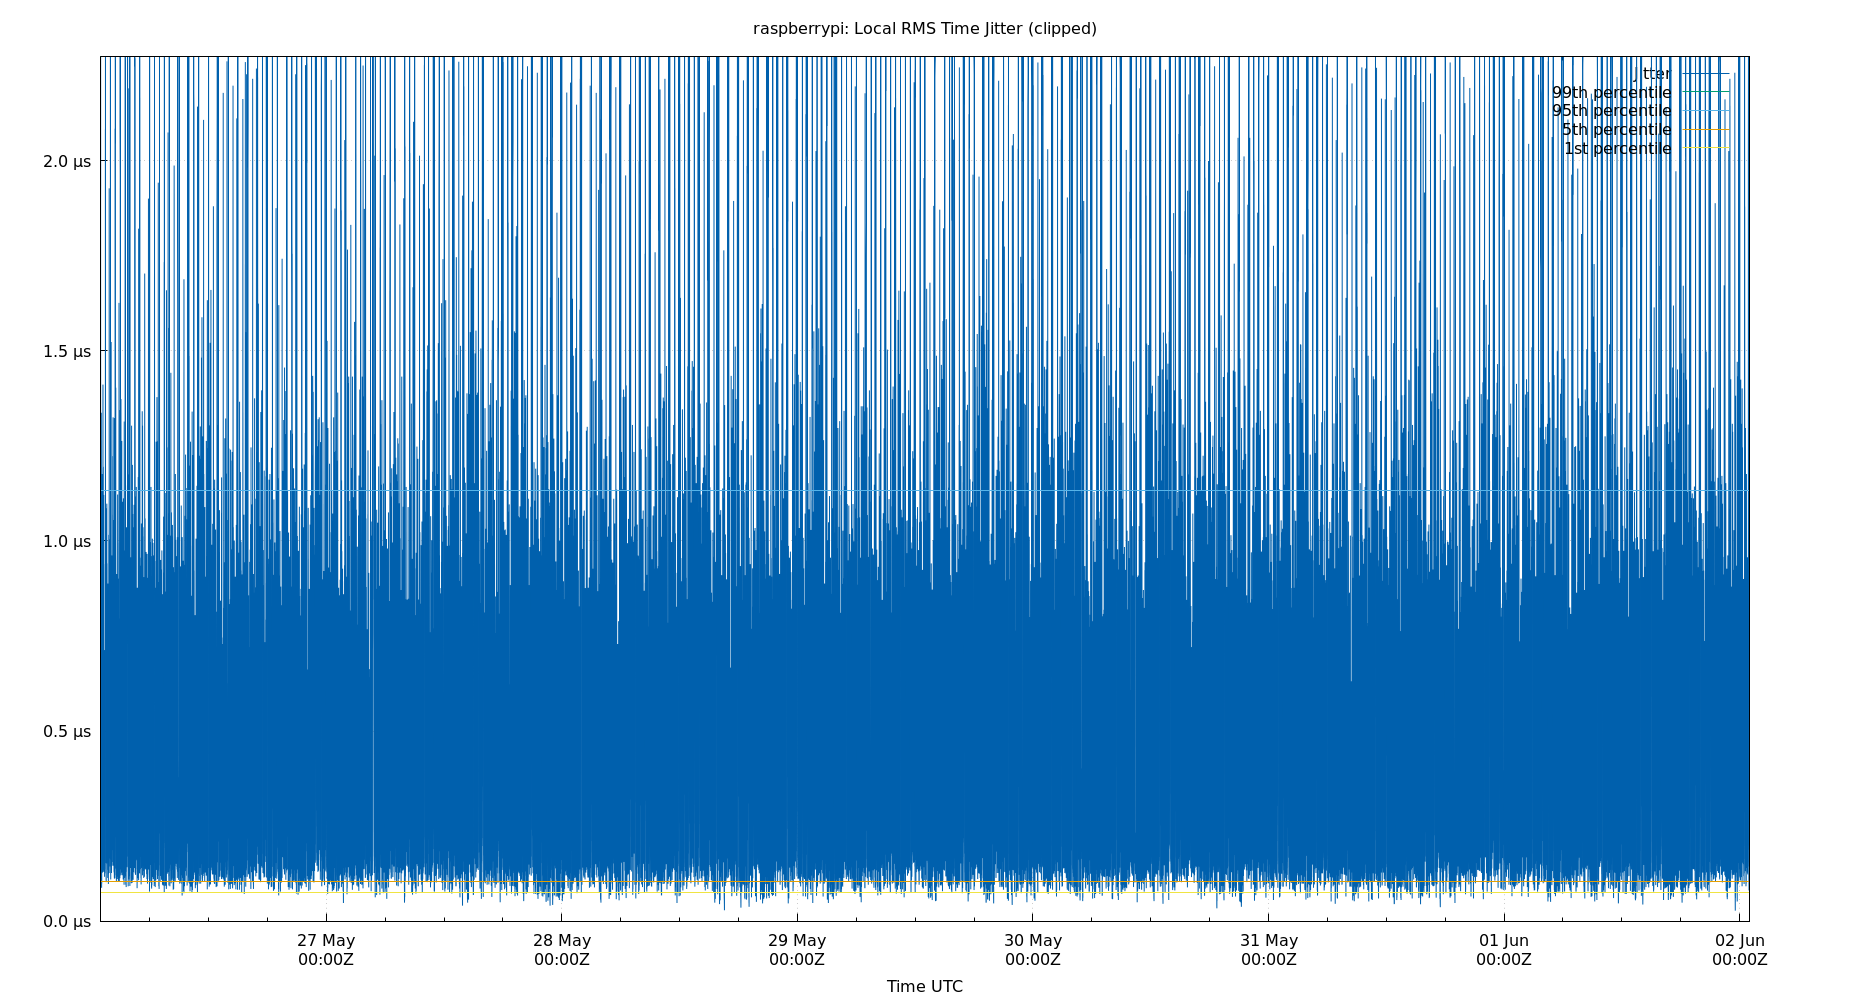 raspberrypi: Local RMS Time Jitter (clipped)
jitter
99th percentile
95th percentile
5th percentile
1st percentile
2.0 µs
1.5 µs
1.0 µs
0.5 µs
0.0 µs
27 May 28 May 29 May 30 May 31 May 01 Jun 02 Jun
00:00Z 00:00Z 00:00Z 00:00Z 00:00Z 00:00Z 00:00Z
Time UTC